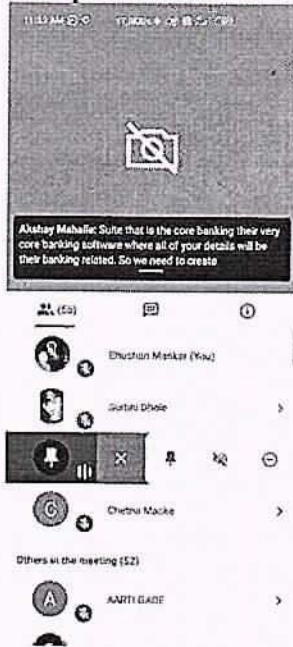 Akshay Mahalle: Suite that is the core banking their very
core banking software where all of your details will be
their banking related. So we need to create
Bhushan Mankar (You)
Dhole
C
Chetna Macke
Others in the meeting (52)
A
AARTI GADE